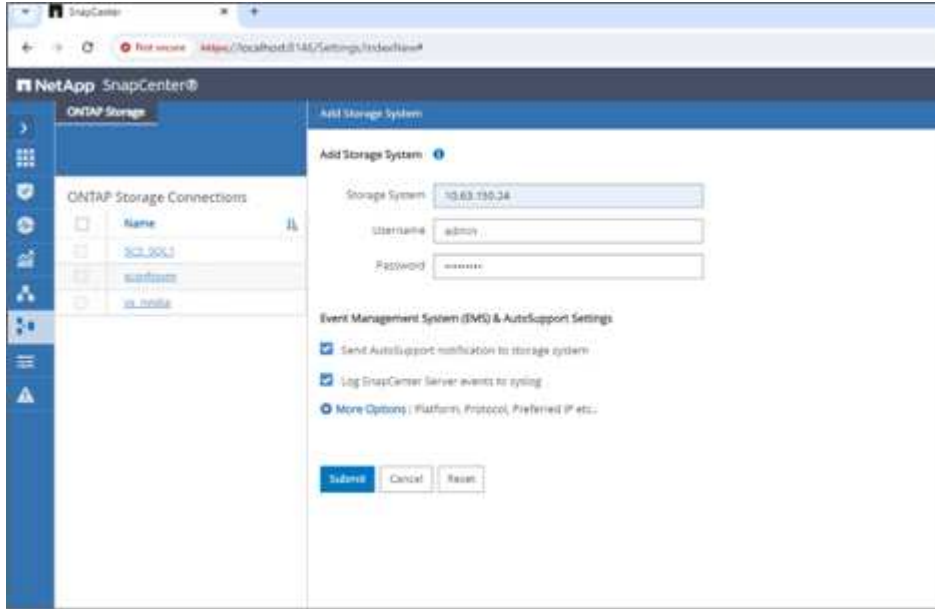 SnapCenter
Not secure https://localhost:8146/Settings/IndexNew#
NetApp SnapCenter®
ONTAP Storage
Add Storage System
Add Storage System
Storage System 10.63.150.24
Username admin
Password
Event Management System (EMS) & AutoSupport Settings
Send AutoSupport notification to storage system
Log SnapCenter Server events to syslog
More Options : Platform, Protocol, Preferred IP etc..
Submit Cancel Reset
ONTAP Storage Connections
Name